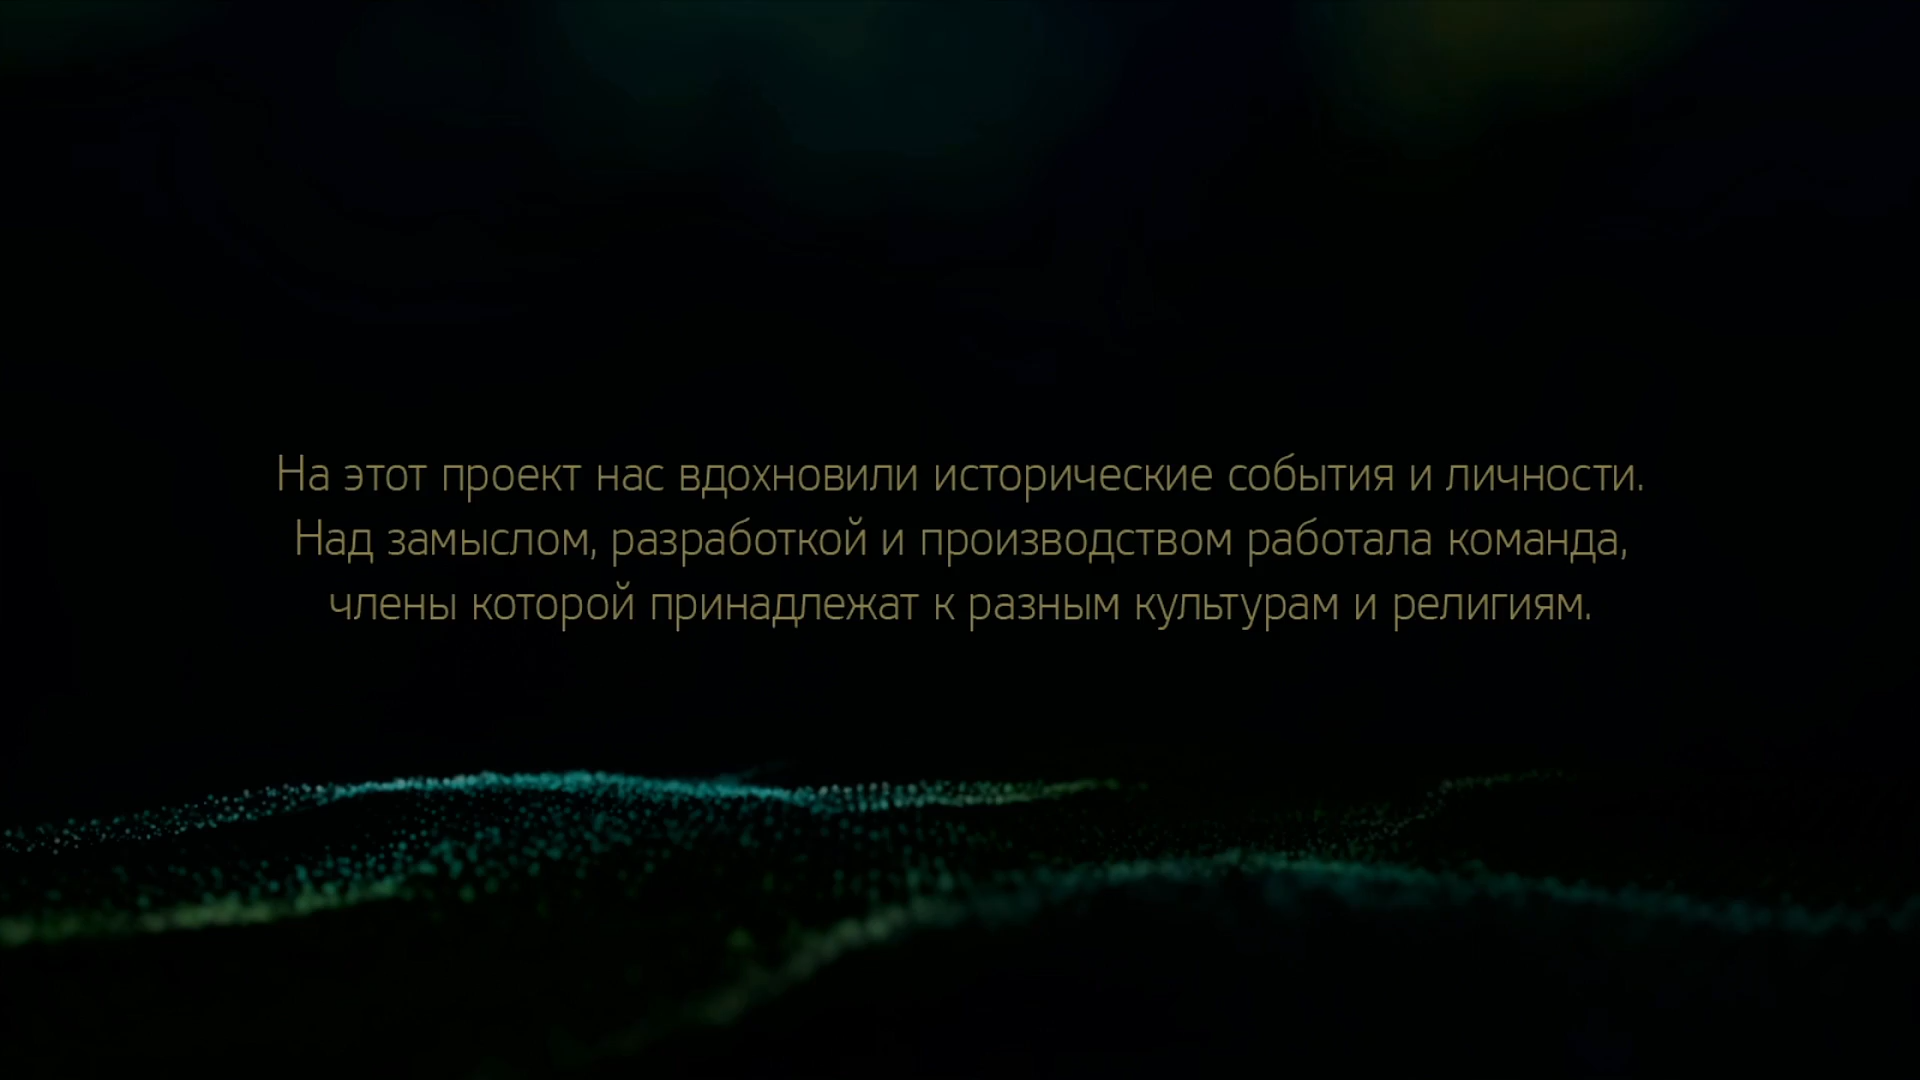 На этот проект нас вдохновили исторические события и личности.
Над замыслом, разработкой и производством работала команда,
члены которой принадлежат к разным культурам и религиям.